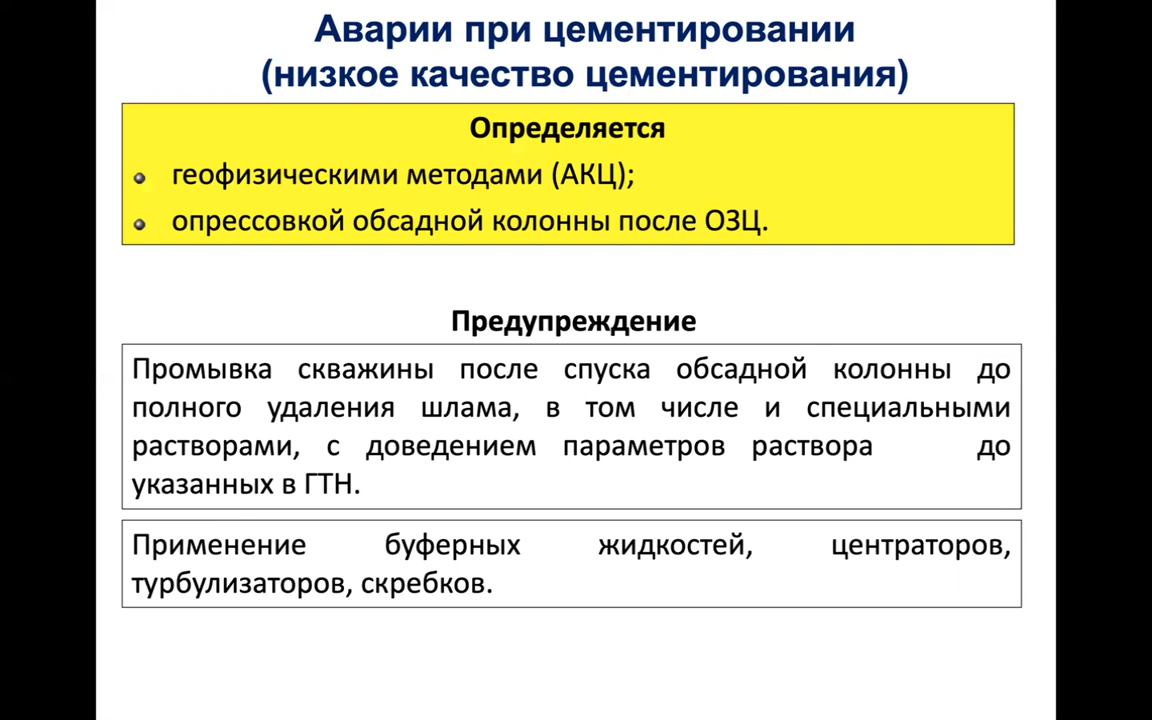 Аварии при цементировании
(низкое качество цементирования)
Определяется
геофизическими методами (АКЦ);
опрессовкой обсадной колонны после ОЗЦ.
Предупреждение
Промывка скважины после спуска обсадной колонны до
полного удаления шлама, в том числе и специальными
растворами, с доведением параметров раствора до
указанных в ГТН.
Применение буферных жидкостей, центраторов,
турбулизаторов, скребков.